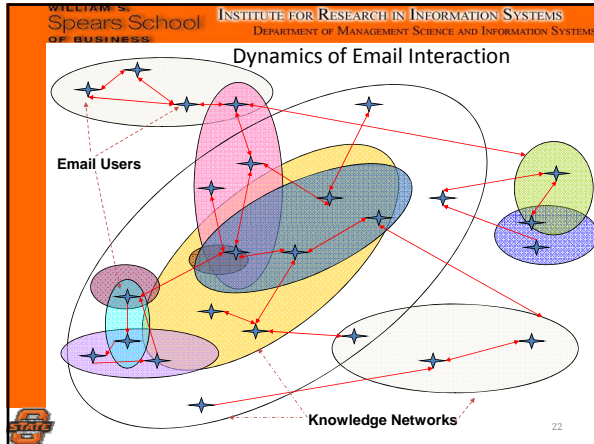 WILLIAM S.
Spears School
OF BUSINESS
INSTITUTE FOR RESEARCH IN INFORMATION SYSTEMS
DEPARTMENT OF MANAGEMENT SCIENCE AND INFORMATION SYSTEMS
Dynamics of Email Interaction
Email Users
Knowledge Networks
22
STATE